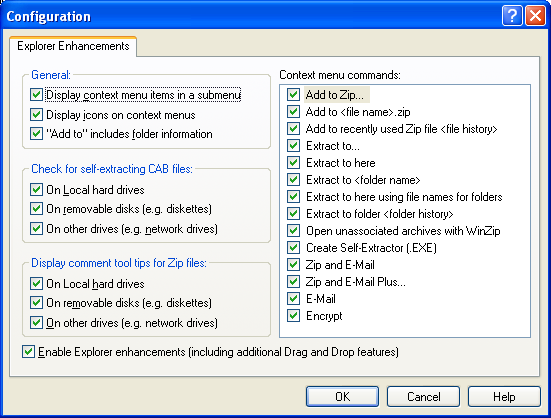 Configuration
Explorer Enhancements
General:
Display context menu items in a submenu
Display icons on context menus
"Add to" includes folder information
Check for self-extracting CAB files:
On Local hard drives
On removable disks (e.g. diskettes)
On other drives (e.g. network drives)
Display comment tool tips for Zip files:
On Local hard drives
On removable disks (e.g. diskettes)
On other drives (e.g. network drives)
Context menu commands:
Add to Zip...
Add to <file name>.zip
Add to recently used Zip file <file history>
Extract to...
Extract to here
Extract to <folder name>
Extract to here using file names for folders
Extract to folder <folder history>
Open unassociated archives with WinZip
Create Self-Extractor (.EXE)
Zip and E-Mail
Zip and E-Mail Plus...
E-Mail
Encrypt
Enable Explorer enhancements (including additional Drag and Drop features)
OK
Cancel
Help